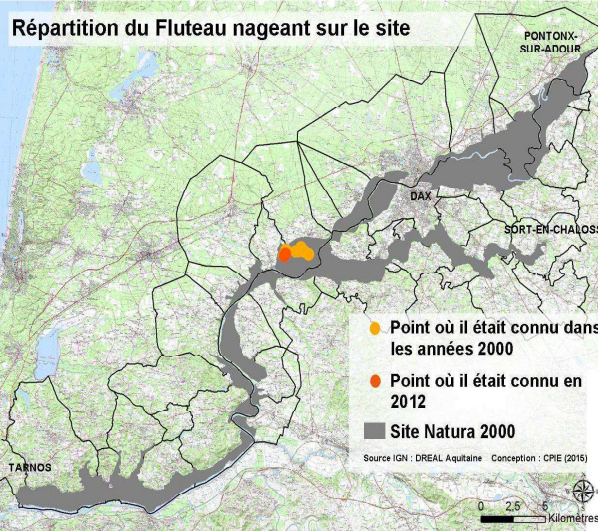 Répartition du Fluteau nageant sur le site
PONTONX-
SUR-ADOUR
DAX
SORT-EN-CHALOSS
Point où il était connu dans
les années 2000
Point où il était connu en
2012
Site Natura 2000
Source IGN : DREAL Aquitaine Conception : CPIE (2015)
TARNOS
0 2,5 5
Kilomètres